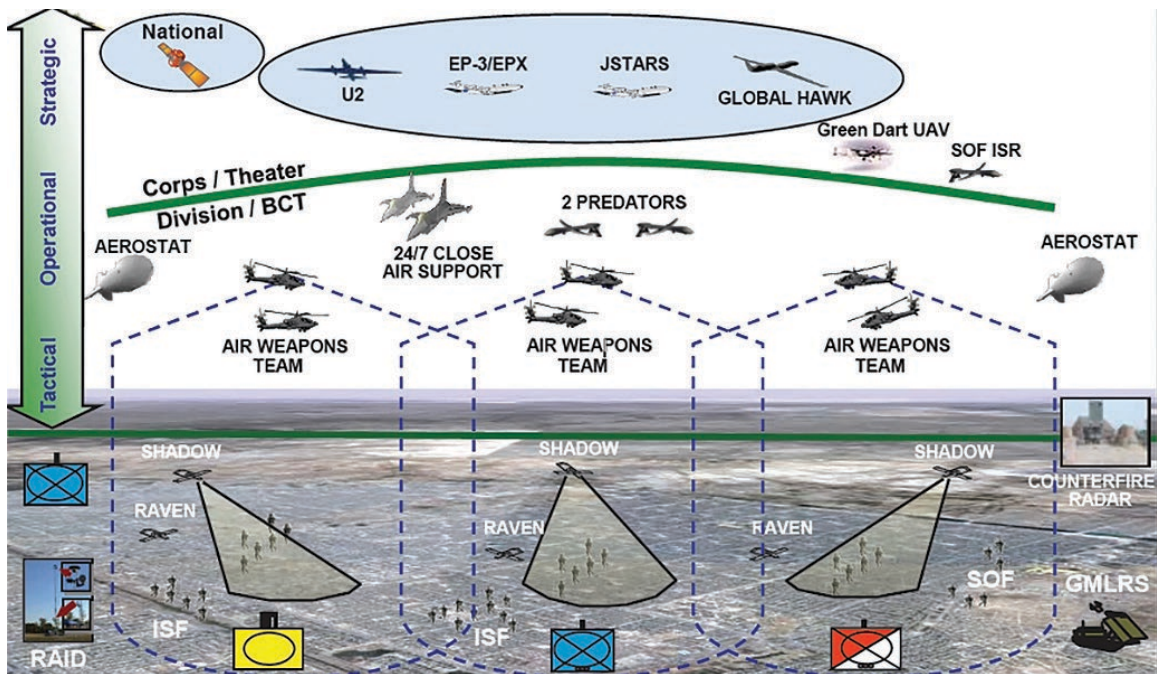 Strategic
Operational
Tactical
National
U2
EP-3/EPX
JSTARS
GLOBAL HAWK
Green Dart UAV
SOF ISR
Corps / Theater
Division / BCT
AEROSTAT
24/7 CLOSE
AIR SUPPORT
2 PREDATORS
AEROSTAT
AIR WEAPONS
TEAM
AIR WEAPONS
TEAM
AIR WEAPONS
TEAM
SHADOW
SHADOW
SHADOW
COUNTERFIRE
RADAR
RAVEN
RAVEN
RAVEN
RAID
ISF
ISF
SOF
GMLRS